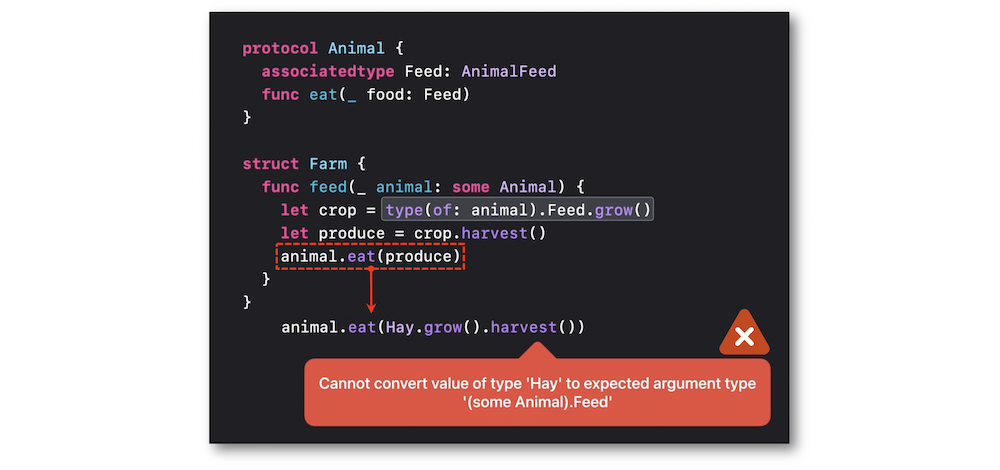 protocol Animal {
associatedtype Feed: AnimalFeed
func eat(_ food: Feed)
}
struct Farm {
func feed(_ animal: some Animal) {
let crop = type(of: animal).Feed.grow()
let produce = crop.harvest()
animal.eat(produce)
}
}
animal.eat(Hay.grow().harvest())
Cannot convert value of type 'Hay' to expected argument type
'(some Animal).Feed'